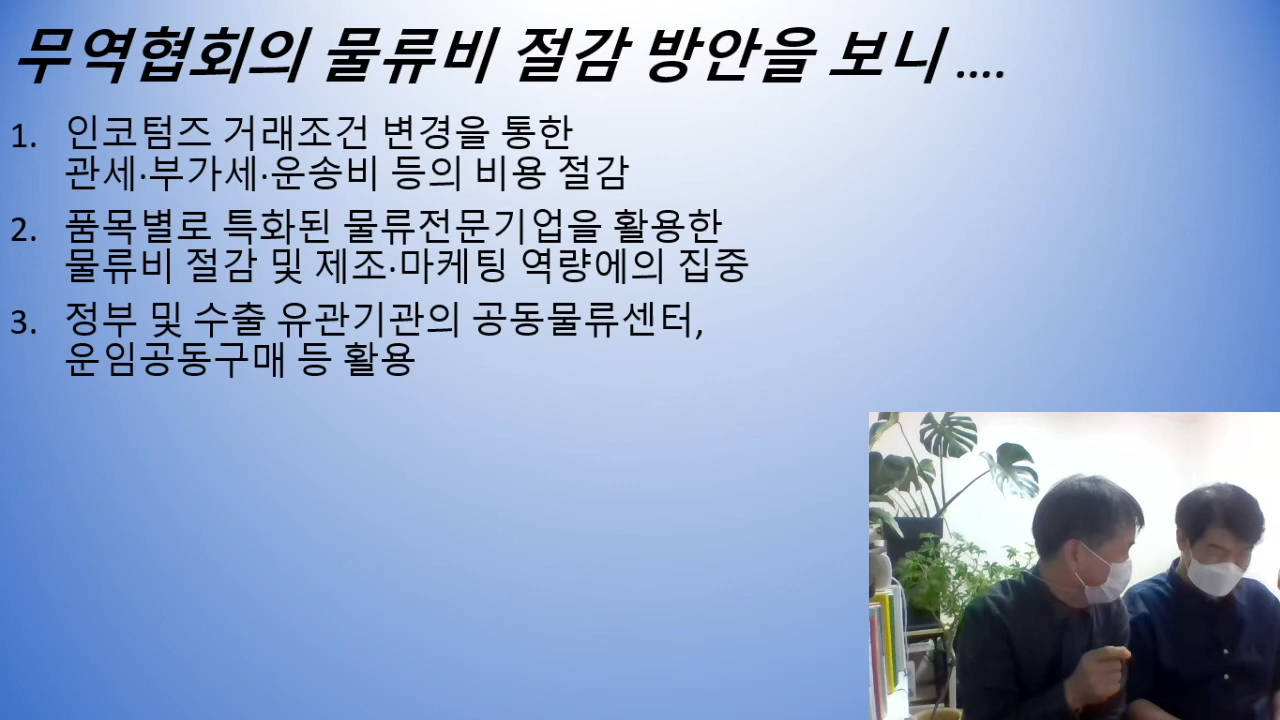 무역협회의 물류비 절감 방안을 보니 ....
1. 인코텀즈 거래조건 변경을 통한
관세·부가세·운송비 등의 비용 절감
2. 품목별로 특화된 물류전문기업을 활용한
물류비 절감 및 제조·마케팅 역량에의 집중
3. 정부 및 수출 유관기관의 공동물류센터,
운임공동구매 등 활용